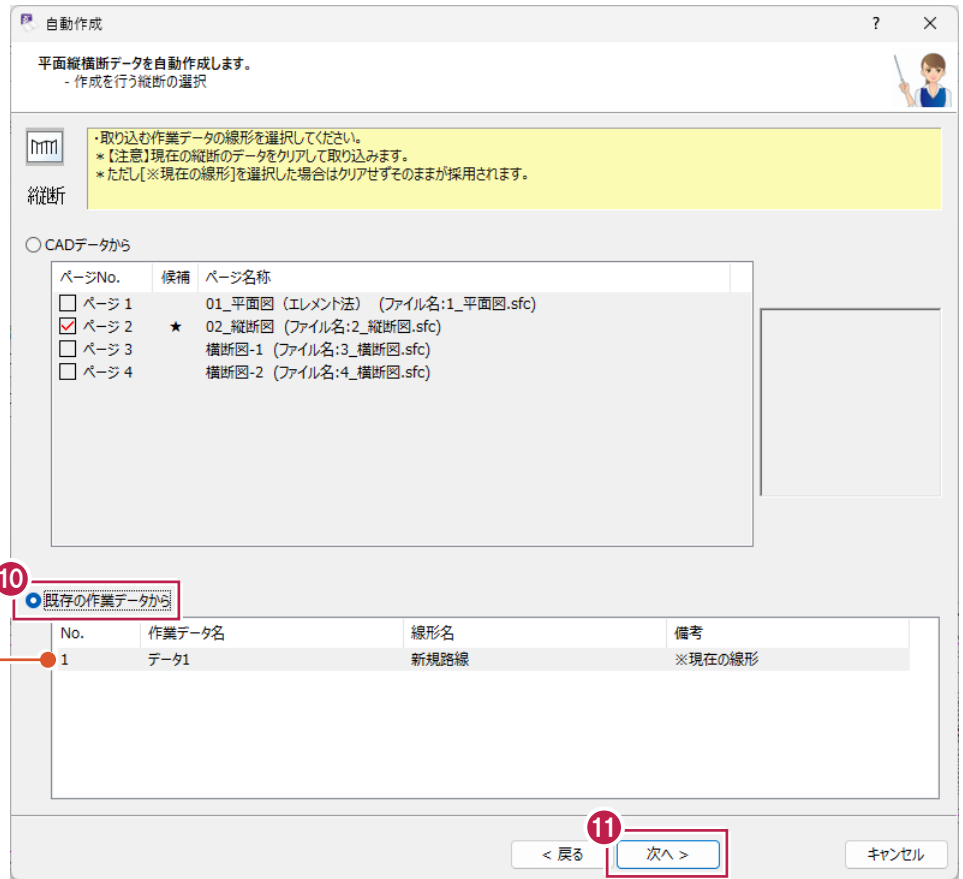 自動作成
?
×
平面縦横断データを自動作成します。
- 作成を行う縦断の選択
・取り込む作業データの線形を選択してください。
＊【注意】現在の縦断のデータをクリアして取り込みます。
＊ただし[※現在の線形]を選択した場合はクリアせずそのままが採用されます。
縦断
CADデータから
ページNo. 候補 ページ名称
ページ 1 01_平面図（エレメント法） (ファイル名:1_平面図.sfc)
ページ 2 ★ 02_縦断図 (ファイル名:2_縦断図.sfc)
ページ 3 横断図-1 (ファイル名:3_横断図.sfc)
ページ 4 横断図-2 (ファイル名:4_横断図.sfc)
10
既存の作業データから
No. 作業データ名 線形名 備考
1 データ1 新規路線 ※現在の線形
11
< 戻る 次へ > キャンセル